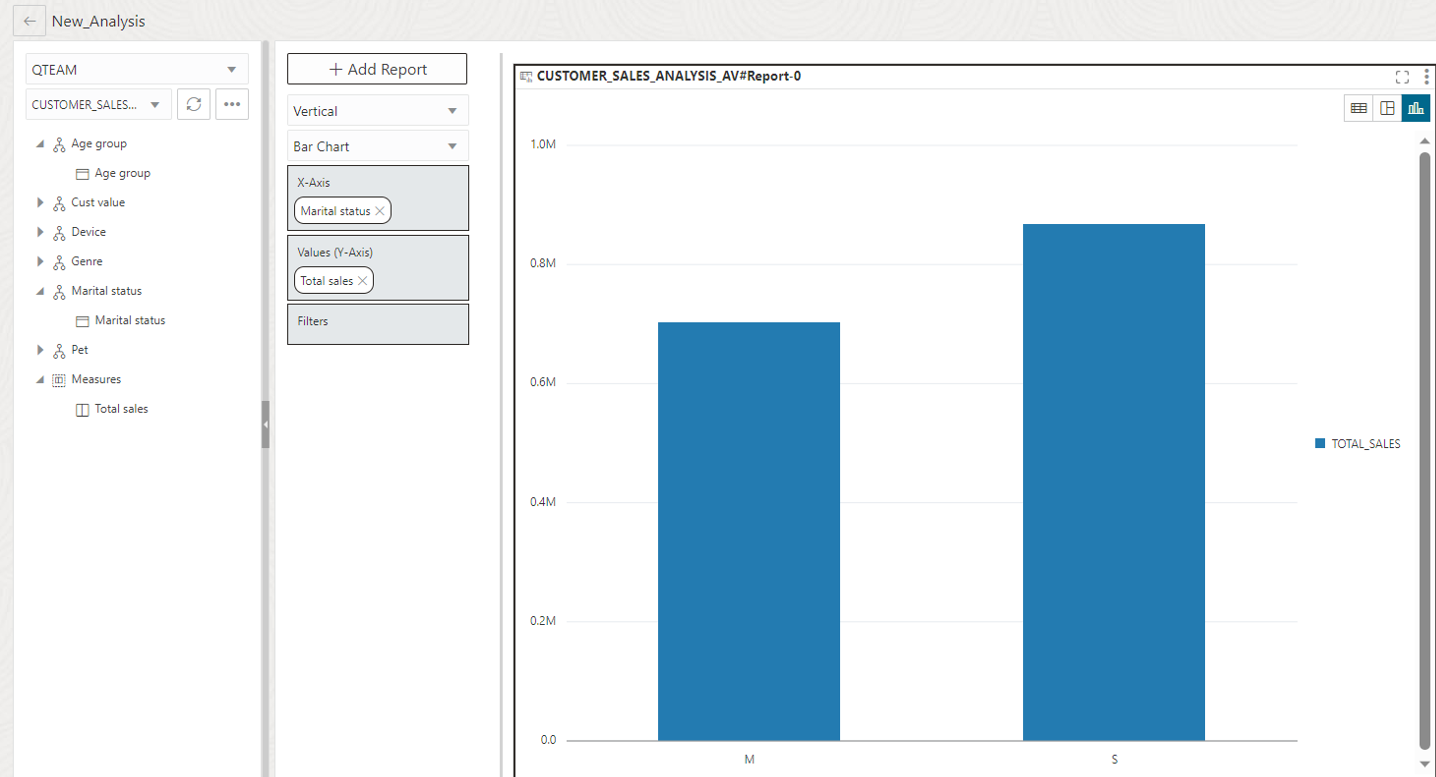 New_Analysis
QTEAM
CUSTOMER_SALES...
Age group
Age group
Cust value
Device
Genre
Marital status
Marital status
Pet
Measures
Total sales
+ Add Report
Vertical
Bar Chart
X-Axis
Marital status
Values (Y-Axis)
Total sales
Filters
CUSTOMER_SALES_ANALYSIS_AV#Report-0
1.0M
0.8M
0.6M
0.4M
0.2M
0.0
M
S
TOTAL_SALES